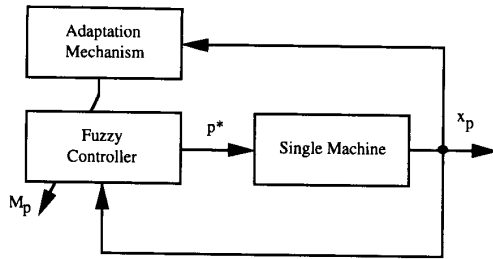 Adaptation
Mechanism
Fuzzy
Controller
p*
Single Machine
x_p
M_p